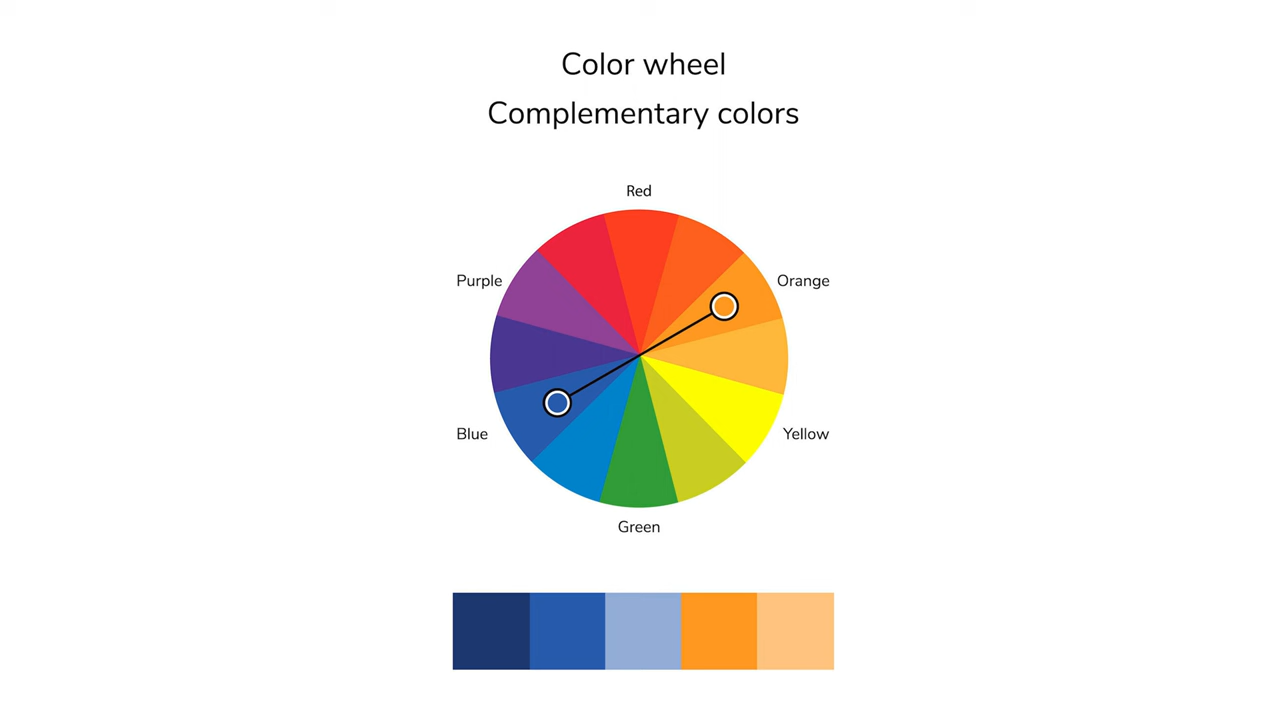 Color wheel
Complementary colors
Red
Purple
Orange
Blue
Yellow
Green